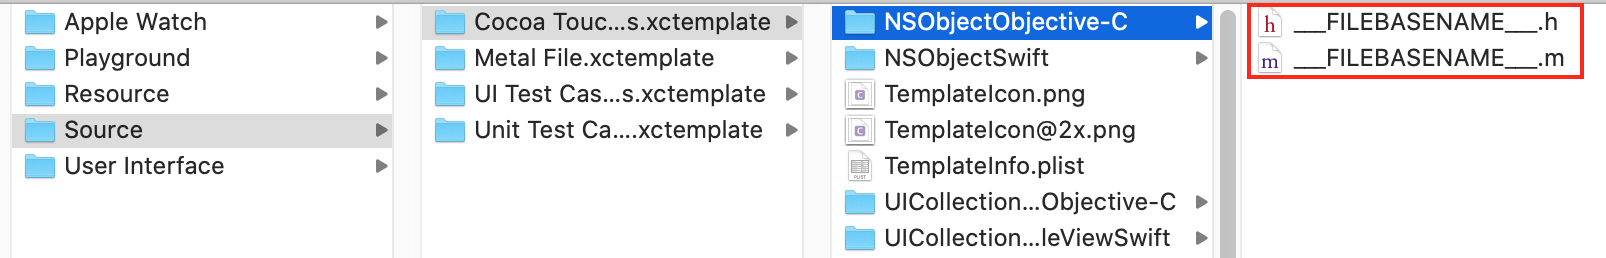 Apple Watch
Playground
Resource
Source
User Interface
Cocoa Touc...s.xctemplate
Metal File.xctemplate
UI Test Cas...s.xctemplate
Unit Test Ca....xctemplate
NSObjectObjective-C
NSObjectSwift
TemplateIcon.png
TemplateIcon@2x.png
TemplateInfo.plist
UICollection...Objective-C
UICollection...leViewSwift
h ___FILEBASENAME___.h
m ___FILEBASENAME___.m
C
C
PLIST